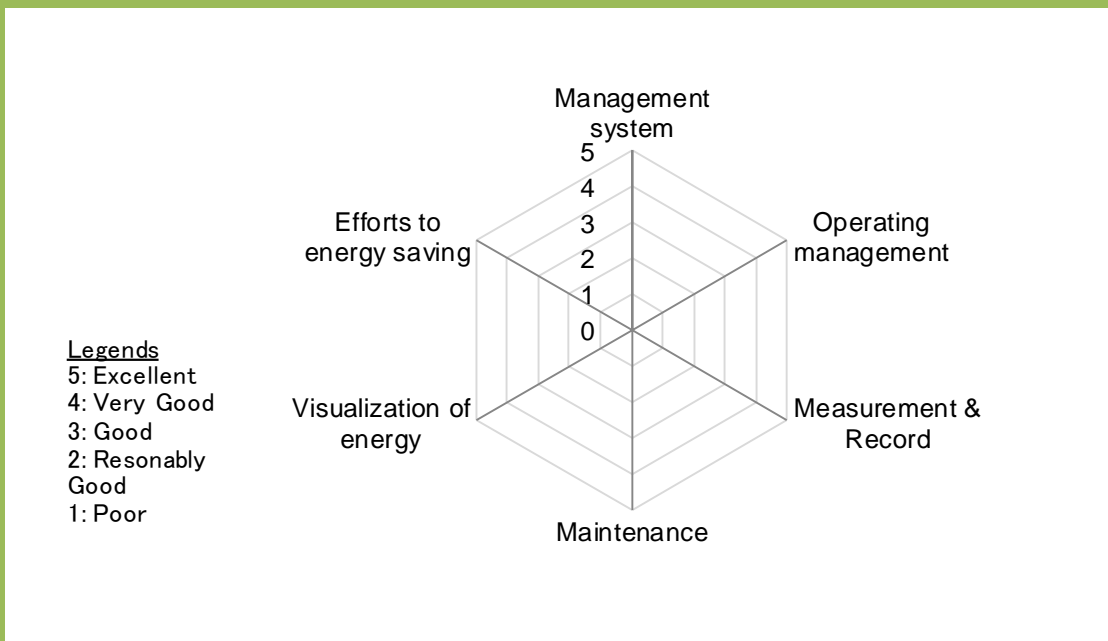 Management
system
5
4
3
2
1
0
Operating
management
Measurement &
Record
Maintenance
Visualization of
energy
Efforts to
energy saving
Legends
5: Excellent
4: Very Good
3: Good
2: Resonably
Good
1: Poor